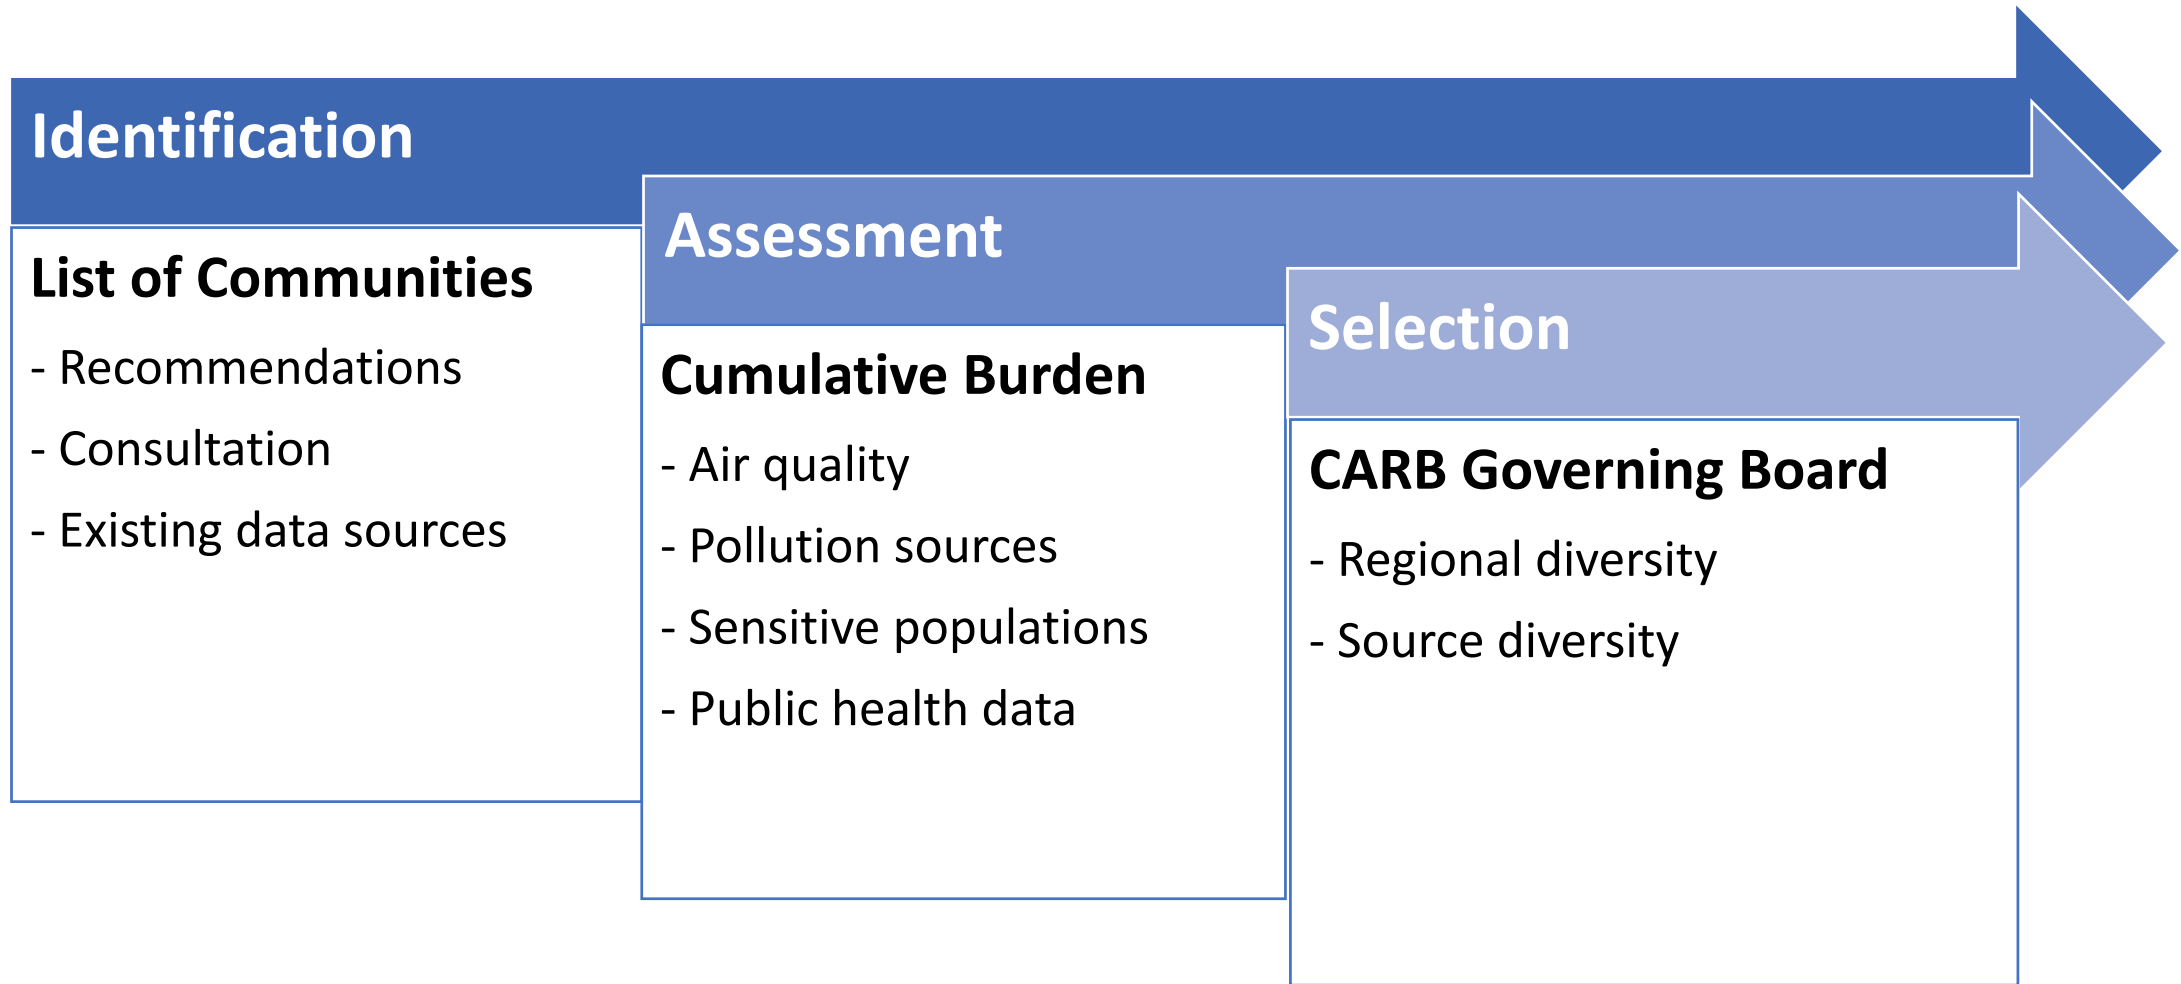 Identification
List of Communities
- Recommendations
- Consultation
- Existing data sources
Assessment
Cumulative Burden
- Air quality
- Pollution sources
- Sensitive populations
- Public health data
Selection
CARB Governing Board
- Regional diversity
- Source diversity